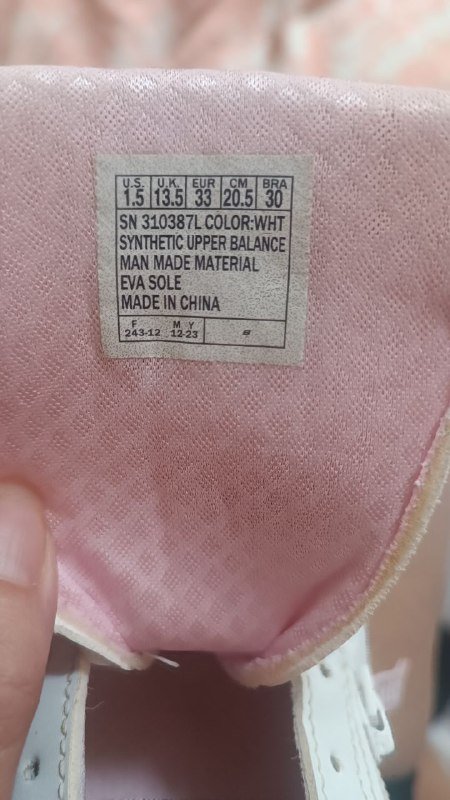 U.S. U.K. EUR CM BRA
1.5 13.5 33 20.5 30
SN 310387L COLOR:WHT
SYNTHETIC UPPER BALANCE
MAN MADE MATERIAL
EVA SOLE
MADE IN CHINA
F M Y
243-12 12-23